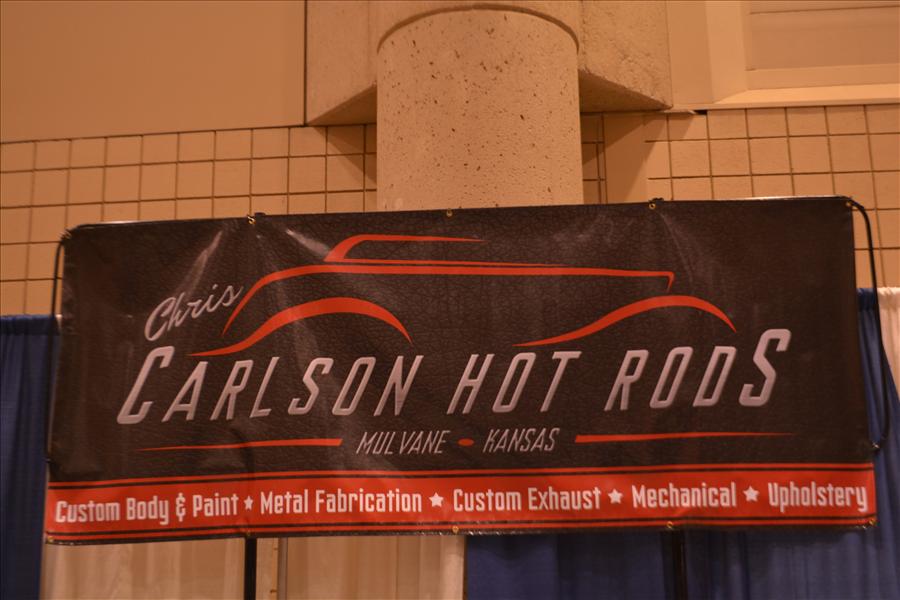 Chris
CARLSON HOT RODS
MULVANE - KANSAS
Custom Body & Paint ★ Metal Fabrication ★ Custom Exhaust ★ Mechanical ★ Upholstery